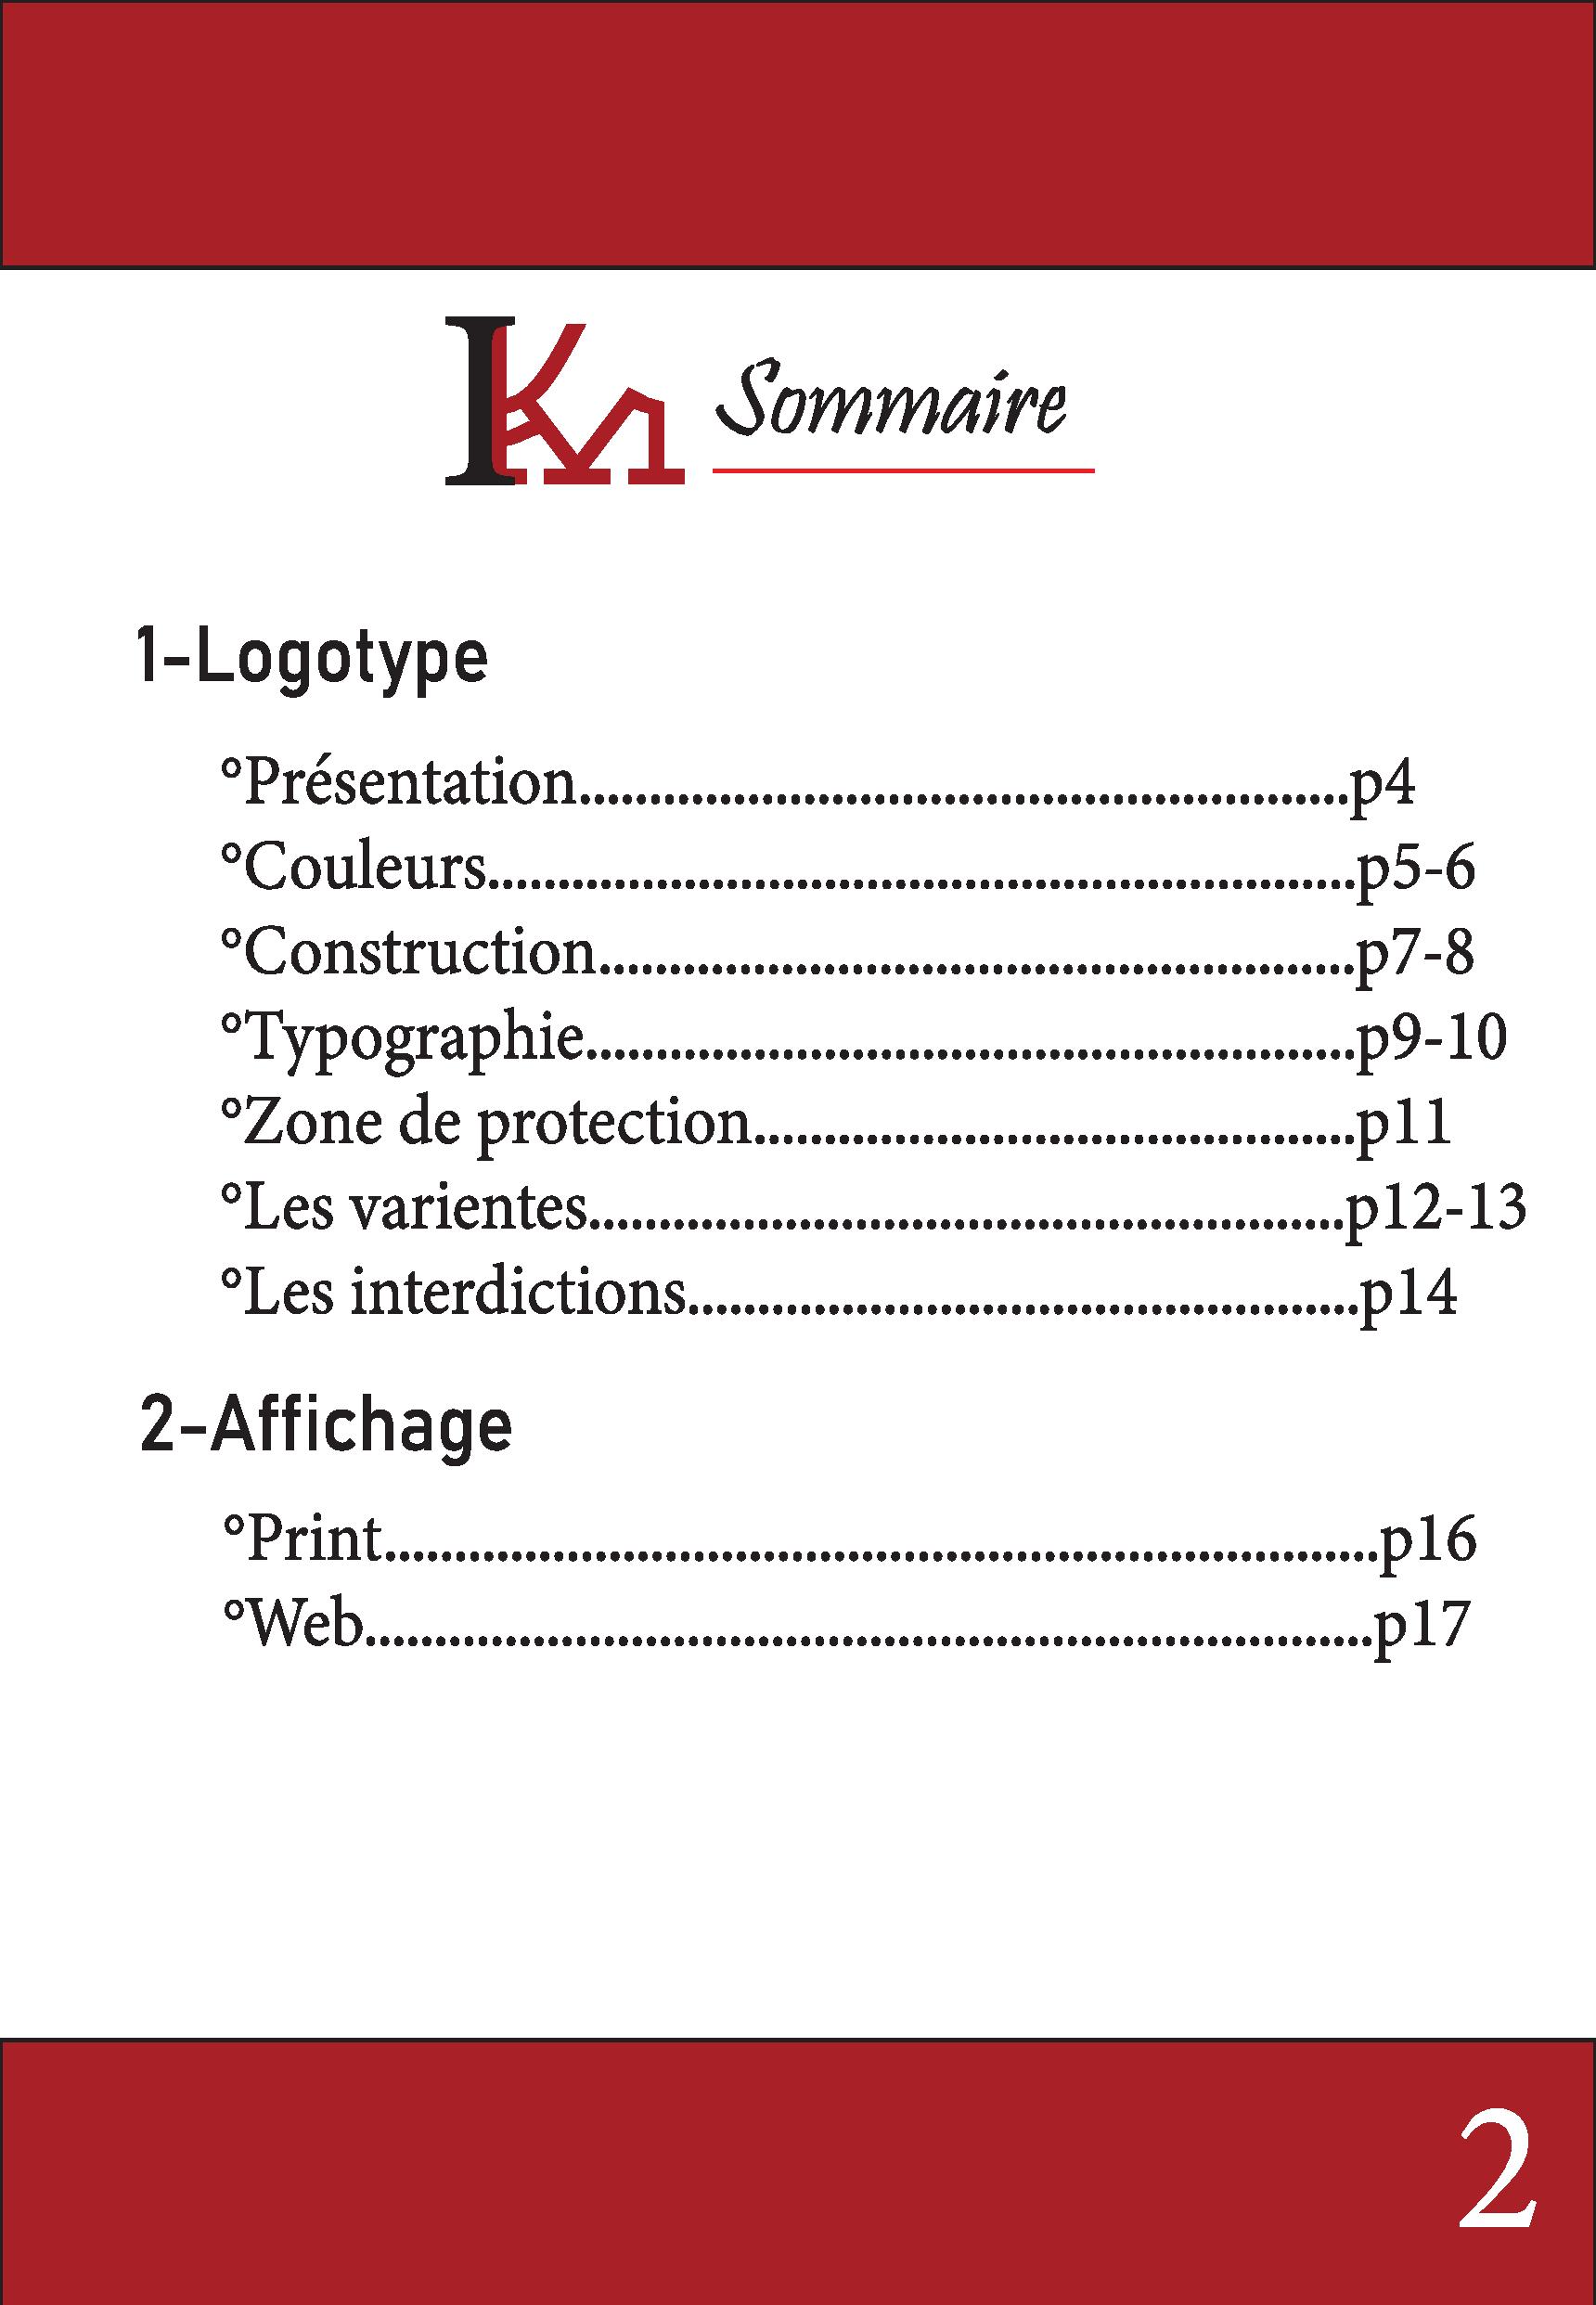 Sommaire
1-Logotype
°Présentation.......................................................p4
°Couleurs..............................................................p5-6
°Construction......................................................p7-8
°Typographie.......................................................p9-10
°Zone de protection...........................................p11
°Les varientes......................................................p12-13
°Les interdictions................................................p14
2-Affichage
°Print.......................................................................p16
°Web........................................................................p17
2